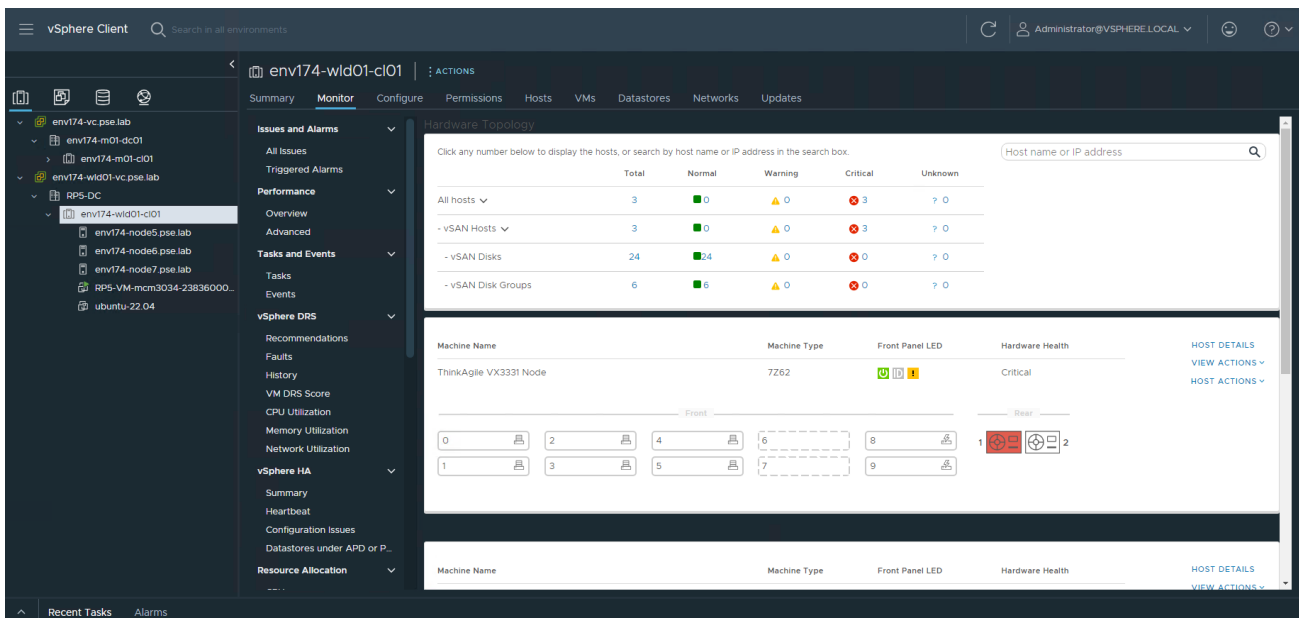 vSphere Client Search in all environments Administrator@VSPHERE.LOCAL
env174-wld01-cl01 ACTIONS
Summary Monitor Configure Permissions Hosts VMs Datastores Networks Updates
env174-vc.pse.lab
env174-m01-dc01
env174-m01-cl01
env174-wld01-vc.pse.lab
RP5-DC
env174-wld01-cl01
env174-node5.pse.lab
env174-node6.pse.lab
env174-node7.pse.lab
RP5-VM-mcm3034-23836000...
ubuntu-22.04
Issues and Alarms
All Issues
Triggered Alarms
Performance
Overview
Advanced
Tasks and Events
Tasks
Events
vSphere DRS
Recommendations
Faults
History
VM DRS Score
CPU Utilization
Memory Utilization
Network Utilization
vSphere HA
Summary
Heartbeat
Configuration Issues
Datastores under APD or P...
Resource Allocation
Hardware Topology
Click any number below to display the hosts, or search by host name or IP address in the search box. Host name or IP address
Total Normal Warning Critical Unknown
All hosts 3 0 0 3 ? 0
- vSAN Hosts 3 0 0 3 ? 0
- vSAN Disks 24 24 0 0 ? 0
- vSAN Disk Groups 6 6 0 0 ? 0
Machine Name Machine Type Front Panel LED Hardware Health HOST DETAILS
VIEW ACTIONS
ThinkAgile VX3331 Node 7Z62 ID ! Critical
HOST ACTIONS
Front Rear
0 2 4 6 8 1 2
1 3 5 7 9
Machine Name Machine Type Front Panel LED Hardware Health HOST DETAILS
VIEW ACTIONS
Recent Tasks Alarms